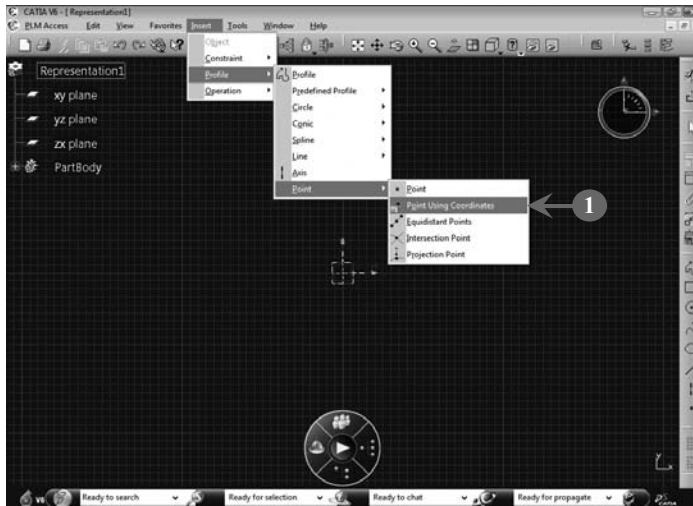 CATIA V6 - [Representation1]
PLM Access Edit View Favorites Insert Tools Window Help
Object
Constraint
Profile
Operation
Profile
Predefined Profile
Circle
Conic
Spline
Line
Axis
Point
Point
Point Using Coordinates
Equidistant Points
Intersection Point
Projection Point
1
Representation1
xy plane
yz plane
zx plane
PartBody
V6 Ready to search Ready for selection Ready to chat Ready for propagate CATIA